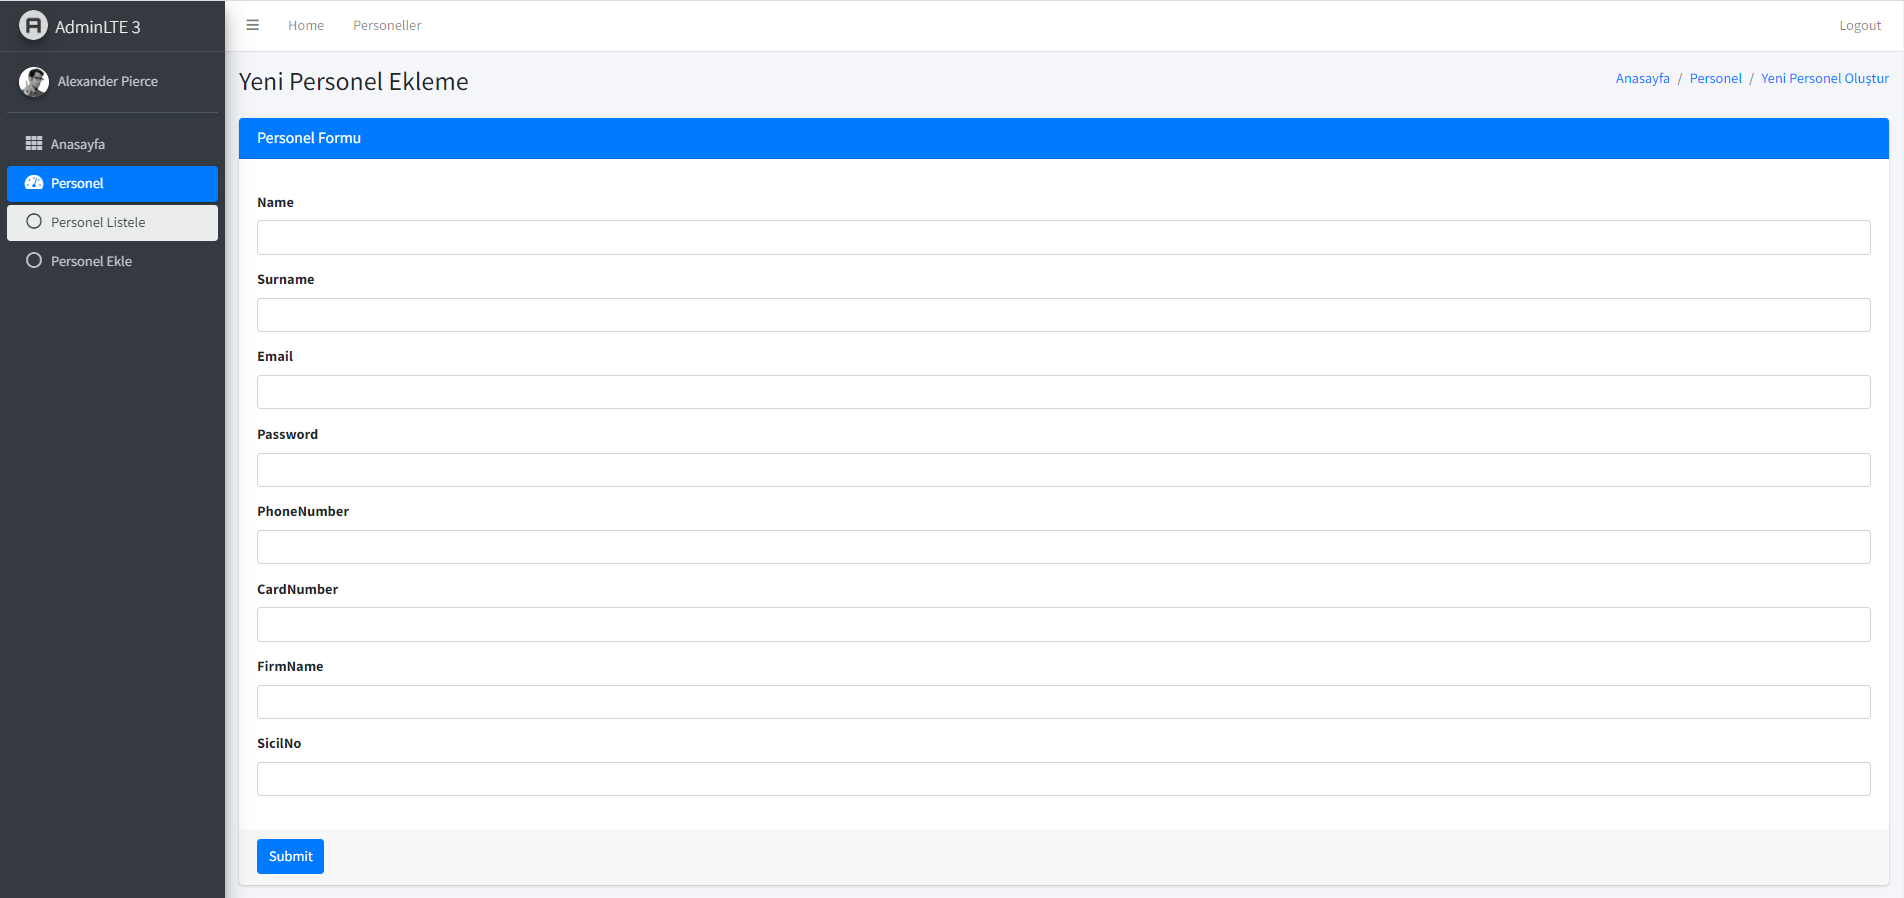 AdminLTE 3
Home
Personeller
Logout
Alexander Pierce
Anasayfa
Personel
Personel Listele
Personel Ekle
Yeni Personel Ekleme
Anasayfa / Personel / Yeni Personel Oluştur
Personel Formu
Name
Surname
Email
Password
PhoneNumber
CardNumber
FirmName
SicilNo
Submit